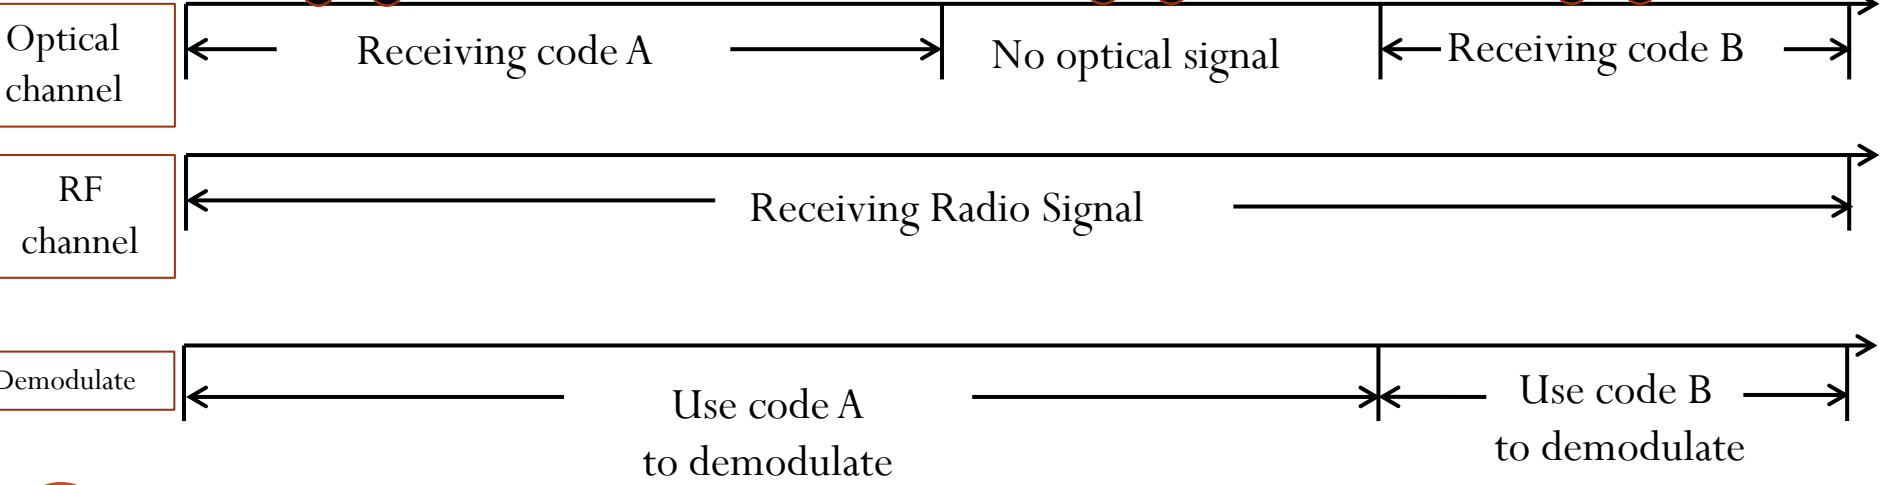 Optical
channel
Receiving code A
No optical signal
Receiving code B
RF
channel
Receiving Radio Signal
Demodulate
Use code A
to demodulate
Use code B
to demodulate